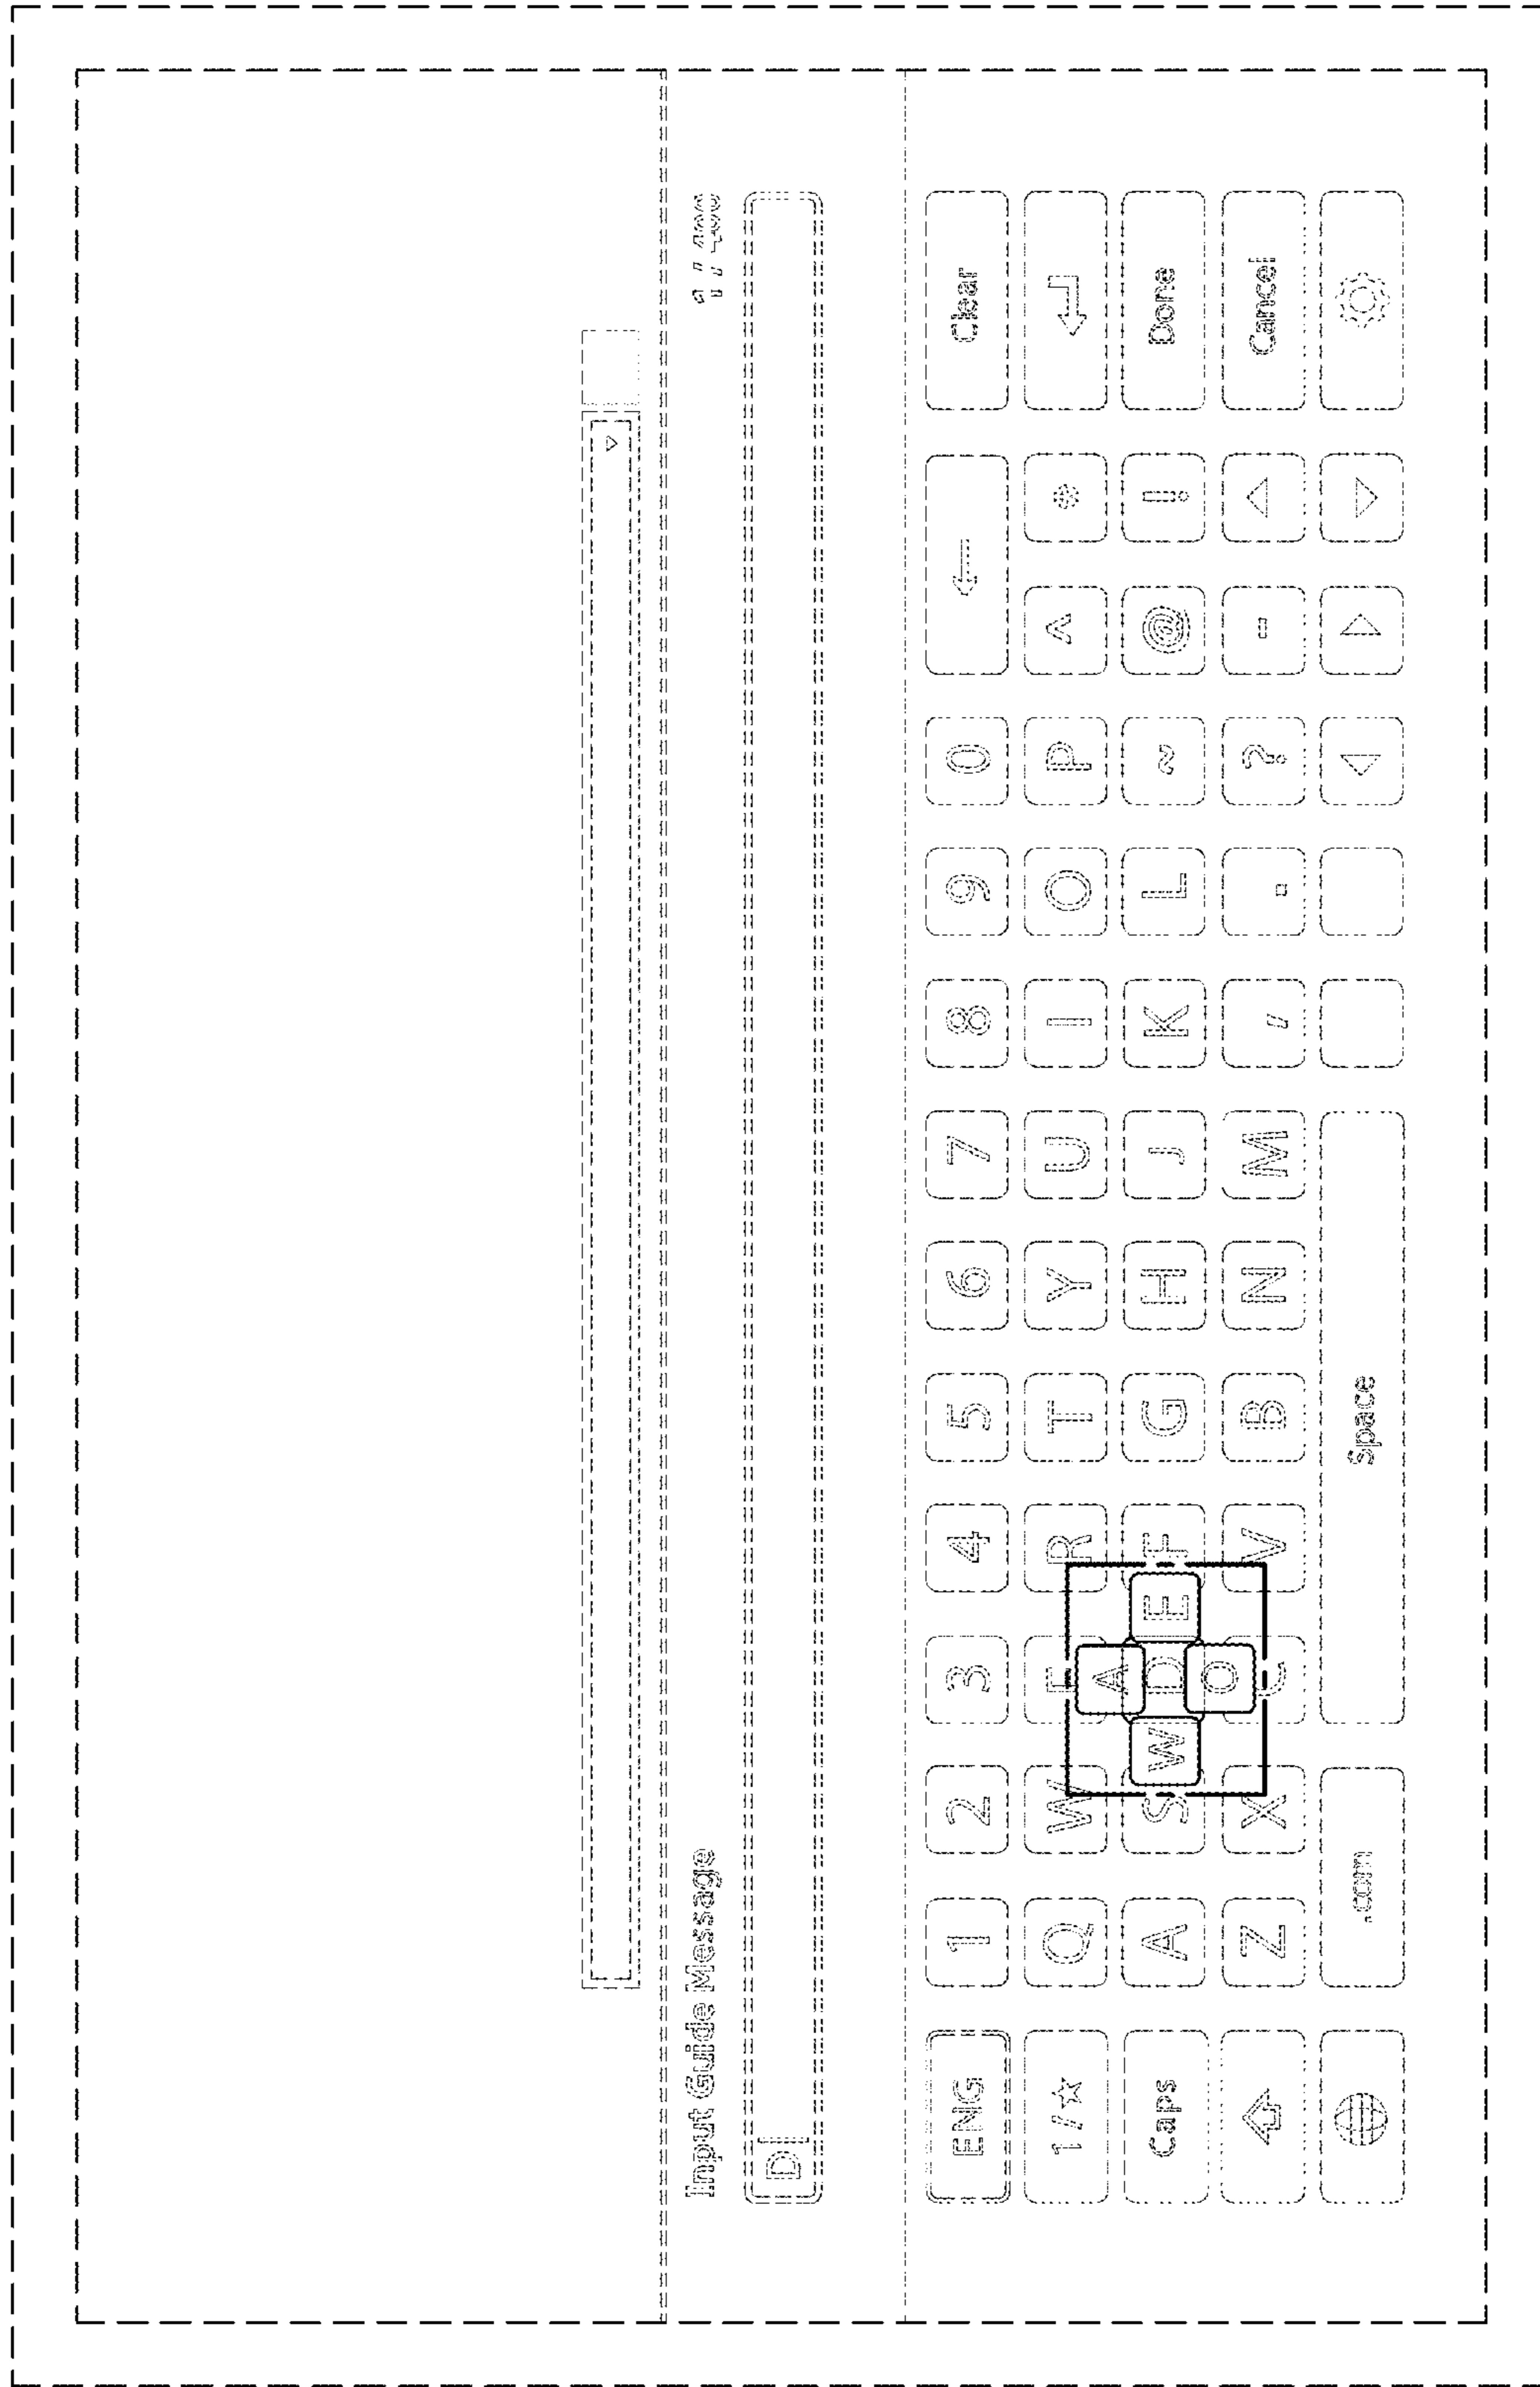 Input Guide Message
D
ENG 1 2 3 4 5 6 7 8 9 0 ← Clear
1/☆ Q W E R T Y U I O P ^ * ↵
Caps A S D F G H J K L ~ @ ! Done
Z X C V B N M , . ? -  Cancel
.com Space
A
W E
O